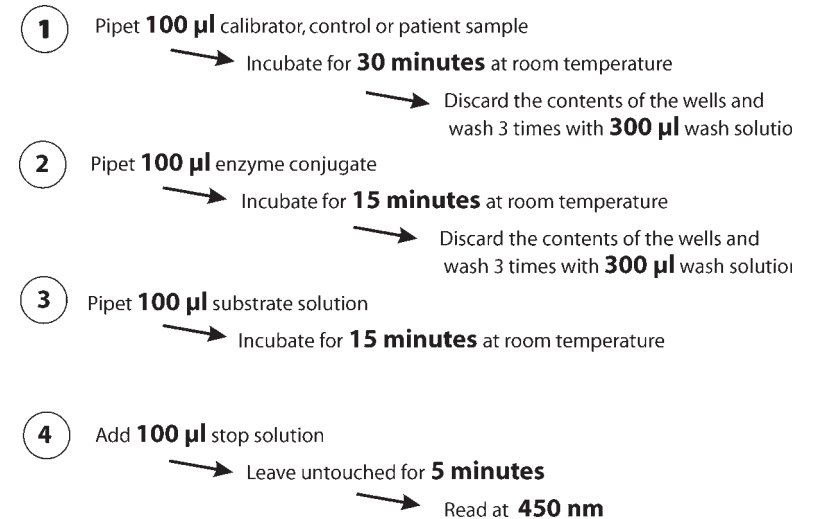 1 Pipet 100 µl calibrator, control or patient sample
Incubate for 30 minutes at room temperature
Discard the contents of the wells and
wash 3 times with 300 µl wash solutio
2 Pipet 100 µl enzyme conjugate
Incubate for 15 minutes at room temperature
Discard the contents of the wells and
wash 3 times with 300 µl wash solution
3 Pipet 100 µl substrate solution
Incubate for 15 minutes at room temperature
4 Add 100 µl stop solution
Leave untouched for 5 minutes
Read at 450 nm